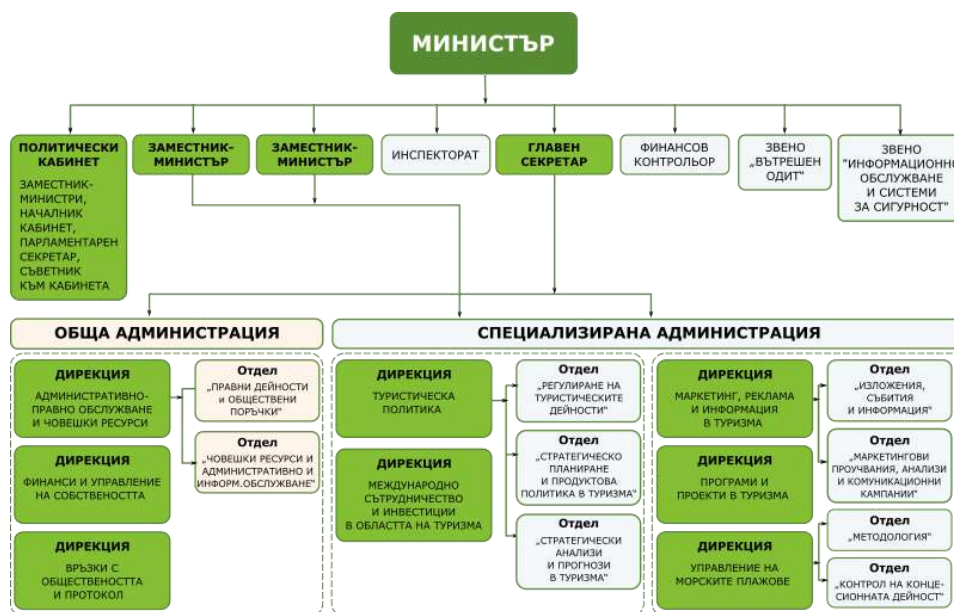 МИНИСТЪР
ПОЛИТИЧЕСКИ
КАБИНЕТ
ЗАМЕСТНИК-
МИНИСТРИ,
НАЧАЛНИК
КАБИНЕТ,
ПАРЛАМЕНТАРЕН
СЕКРЕТАР,
СЪВЕТНИК
КЪМ КАБИНЕТА
ЗАМЕСТНИК-
МИНИСТЪР
ЗАМЕСТНИК-
МИНИСТЪР
ИНСПЕКТОРАТ
ГЛАВЕН
СЕКРЕТАР
ФИНАНСОВ
КОНТРОЛЬОР
ЗВЕНО
„ВЪТРЕШЕН
ОДИТ“
ЗВЕНО
"ИНФОРМАЦИОННО
ОБСЛУЖВАНЕ
И СИСТЕМИ
ЗА СИГУРНОСТ"
ОБЩА АДМИНИСТРАЦИЯ
ДИРЕКЦИЯ
АДМИНИСТРАТИВНО-
ПРАВНО ОБСЛУЖВАНЕ
И ЧОВЕШКИ РЕСУРСИ
Отдел
„ПРАВНИ ДЕЙНОСТИ
и ОБЩЕСТВЕНИ
ПОРЪЧКИ“
Отдел
„ЧОВЕШКИ РЕСУРСИ и
АДМИНИСТРАТИВНО и
ИНФОРМ.ОБСЛУЖВАНЕ“
ДИРЕКЦИЯ
ФИНАНСИ И УПРАВЛЕНИЕ
НА СОБСТВЕНОСТТА
ДИРЕКЦИЯ
ВРЪЗКИ С
ОБЩЕСТВЕНОСТТА
И ПРОТОКОЛ
СПЕЦИАЛИЗИРАНА АДМИНИСТРАЦИЯ
ДИРЕКЦИЯ
ТУРИСТИЧЕСКА
ПОЛИТИКА
Отдел
„РЕГУЛИРАНЕ НА
ТУРИСТИЧЕСКИТЕ
ДЕЙНОСТИ“
Отдел
„СТРАТЕГИЧЕСКО
ПЛАНИРАНЕ
И ПРОДУКТОВА
ПОЛИТИКА В ТУРИЗМА“
Отдел
„СТРАТЕГИЧЕСКИ
АНАЛИЗИ
И ПРОГНОЗИ
В ТУРИЗМА“
ДИРЕКЦИЯ
МЕЖДУНАРОДНО
СЪТРУДНИЧЕСТВО
И ИНВЕСТИЦИИ
В ОБЛАСТТА НА ТУРИЗМА
ДИРЕКЦИЯ
МАРКЕТИНГ, РЕКЛАМА
И ИНФОРМАЦИЯ
В ТУРИЗМА
Отдел
„ИЗЛОЖЕНИЯ,
СЪБИТИЯ
И ИНФОРМАЦИЯ“
Отдел
„МАРКЕТИНГОВИ
ПРОУЧВАНИЯ, АНАЛИЗИ
И КОМУНИКАЦИОННИ
КАМПАНИИ“
ДИРЕКЦИЯ
ПРОГРАМИ И
ПРОЕКТИ В ТУРИЗМА
ДИРЕКЦИЯ
УПРАВЛЕНИЕ НА
МОРСКИТЕ ПЛАЖОВЕ
Отдел
„МЕТОДОЛОГИЯ“
Отдел
„КОНТРОЛ НА КОНЦЕ-
СИОННАТА ДЕЙНОСТ“